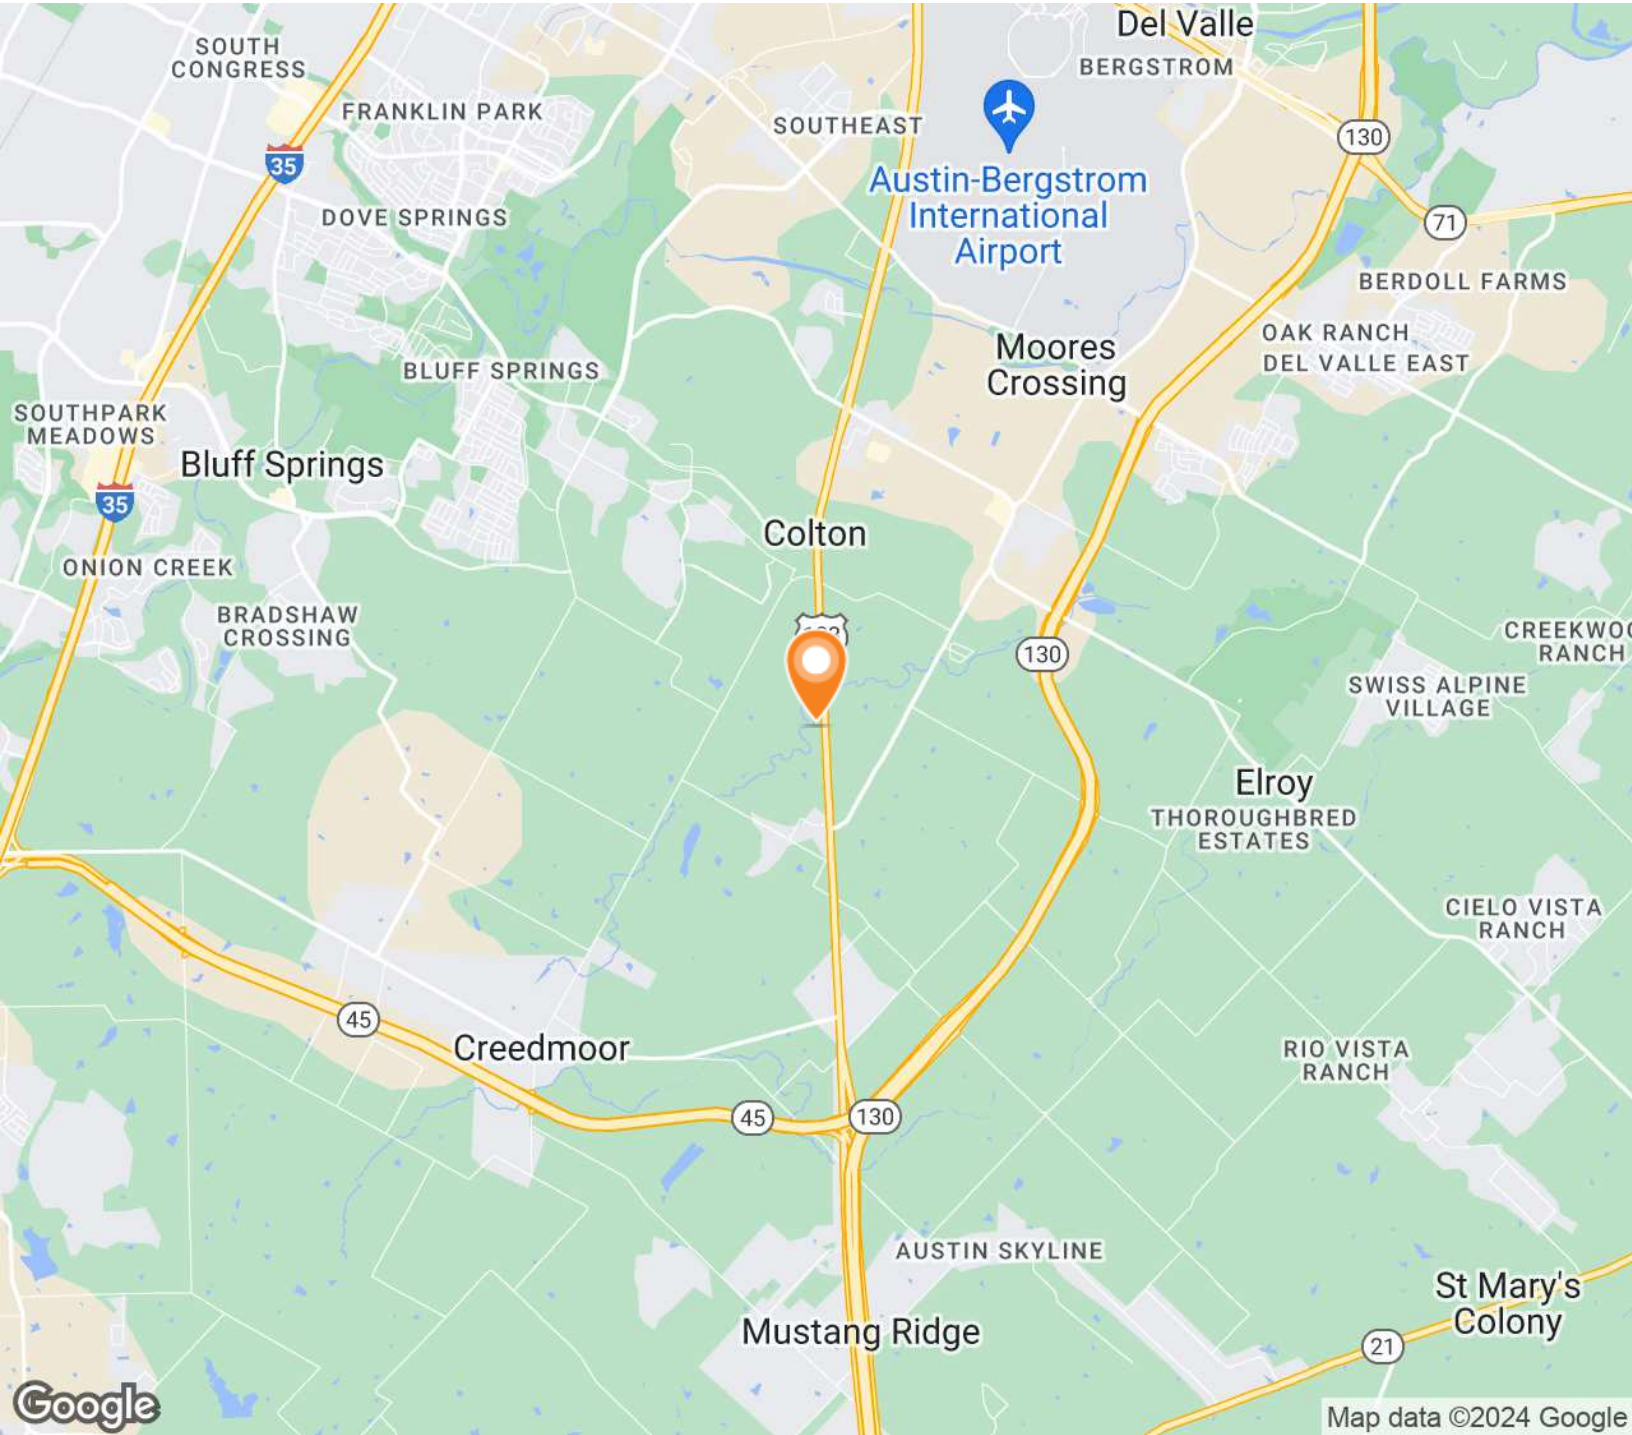 Del Valle
SOUTH
CONGRESS
BERGSTROM
FRANKLIN PARK
SOUTHEAST
130
35
Austin-Bergstrom
International
Airport
DOVE SPRINGS
71
BERDOLL FARMS
OAK RANCH
Moores
Crossing
DEL VALLE EAST
BLUFF SPRINGS
SOUTHPARK
MEADOWS
Bluff Springs
35
Colton
ONION CREEK
BRADSHAW
CROSSING
CREEKWOO
RANCH
130
SWISS ALPINE
VILLAGE
Elroy
THOROUGHBRED
ESTATES
CIELO VISTA
RANCH
45
Creedmoor
RIO VISTA
RANCH
45
130
AUSTIN SKYLINE
St Mary's
Colony
Mustang Ridge
21
Google
Map data ©2024 Google